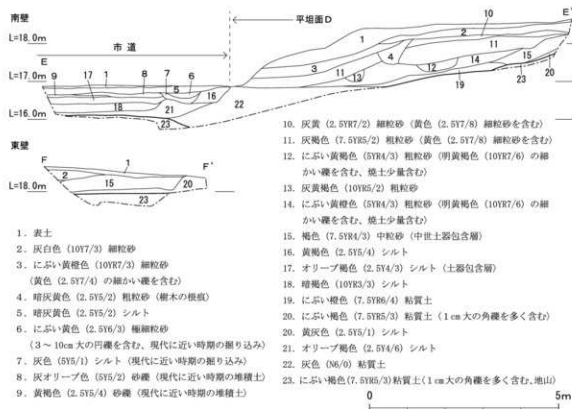 南壁
平坦面D
E'
L=18.0m
市道
E
L=17.0m
L=16.0m
9 17 1 18 8 7 5 6 21 23 16 22
1 3 11 13 4 10 2 11 12 14 19 15 23 20
東壁
F
F'
L=18.0m
2 1 15 20 23
1. 表土
2. 灰白色(10Y7/3)細粒砂
3. にぶい黄橙色(10YR7/3)細粒砂
(黄色(2.5Y7/4)の細かい礫を含む)
4. 暗灰黄色(2.5Y5/2)粗粒砂(樹木の根痕)
5. 暗灰黄色(2.5Y5/2)シルト
6. にぶい黄色(2.5Y6/3)極細粒砂
(3~10cm大の円礫を含む、現代に近い時期の掘り込み)
7. 灰色(5Y5/1)シルト(現代に近い時期の掘り込み)
8. 灰オリーブ色(5Y5/2)砂礫(現代に近い時期の堆積土)
9. 黄褐色(2.5Y5/4)砂礫(現代に近い時期の堆積土)
10. 灰黄(2.5YR7/2)細粒砂(黄色(2.5Y7/8)細粒砂を含む)
11. 灰褐色(7.5YR5/2)粗粒砂(黄色(2.5Y7/8)細粒砂を含む)
12. にぶい黄褐色(5YR4/3)粗粒砂(明黄褐色(10YR7/6)の細
かい礫を含む、焼土少量含む)
13. 灰黄褐色(10YR5/2)粗粒砂
14. にぶい黄橙色(5YR4/3)粗粒砂(明黄褐色(10YR7/6)の細
かい礫を含む、焼土少量含む)
15. 褐色(7.5YR4/3)中粒砂(中世土器包含層)
16. 黄褐色(2.5Y5/4)シルト
17. オリーブ褐色(2.5Y4/3)シルト(土器包含層)
18. 暗褐色(10YR3/3)シルト
19. にぶい橙色(7.5YR6/4)粘質土
20. にぶい褐色(7.5YR5/3)粘質土(1cm大の角礫を多く含む)
20. 黄灰色(2.5Y5/1)シルト
21. オリーブ褐色(2.5Y4/6)シルト
22. 灰色(N6/0)粘質土
23. にぶい褐色(7.5YR5/3)粘質土(1cm大の角礫を多く含む、地山)
0 5m